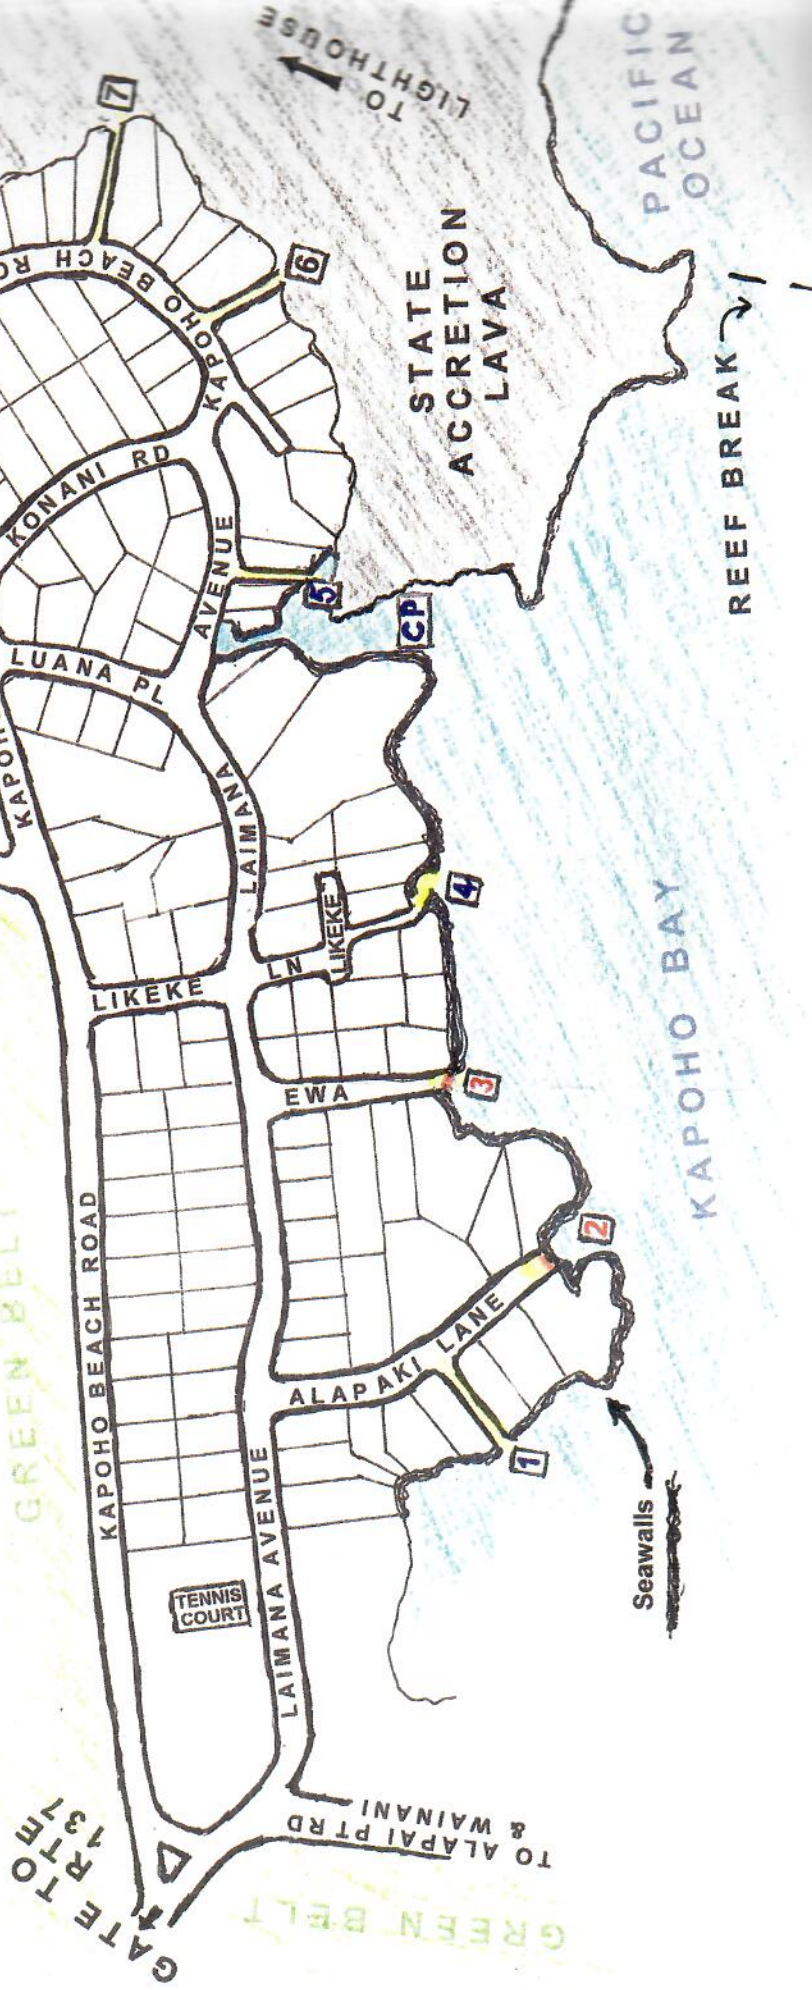 TO
LIGHTHOUSE
PACIFIC
OCEAN
7
KAPOHO BEACH RO
6
STATE
ACCRETION
LAVA
REEF BREAK
KONANI RD
5
CP
LUANA PL
LAIMANA AVENUE
KAPOH
4
LIKEKE
LIKEKE LN
KAPOHO BAY
3
EWA
2
KAPOHO BEACH ROAD
GREEN BELT
ALAPAKI LANE
1
Seawalls
LAIMANA AVENUE
TENNIS
COURT
TO ALAPAI PT RD
& WAINANI
GATE TO
RTE
137
GREEN BELT